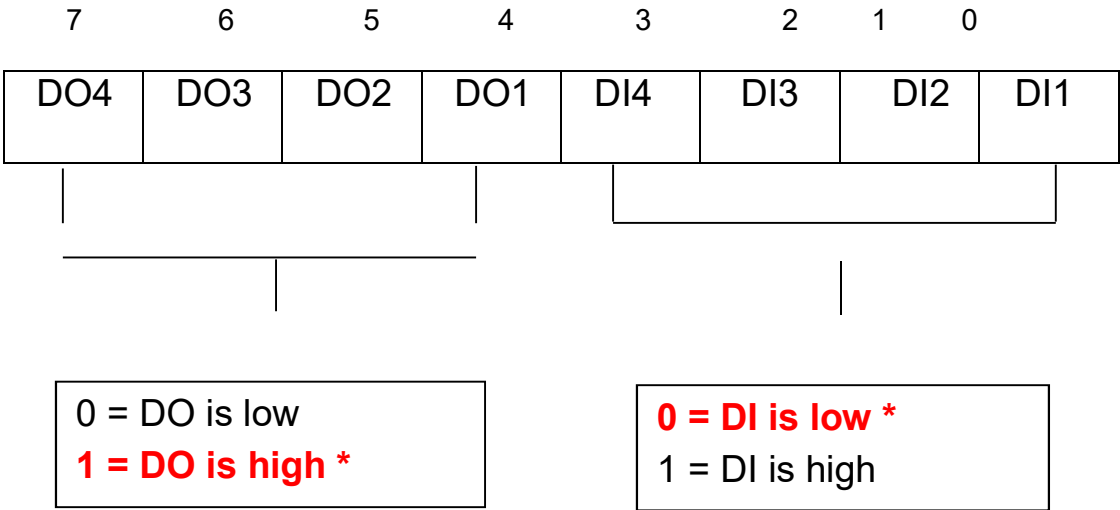 7 6 5 4 3 2 1 0
DO4 DO3 DO2 DO1 DI4 DI3 DI2 DI1
0 = DO is low
1 = DO is high *
0 = DI is low *
1 = DI is high